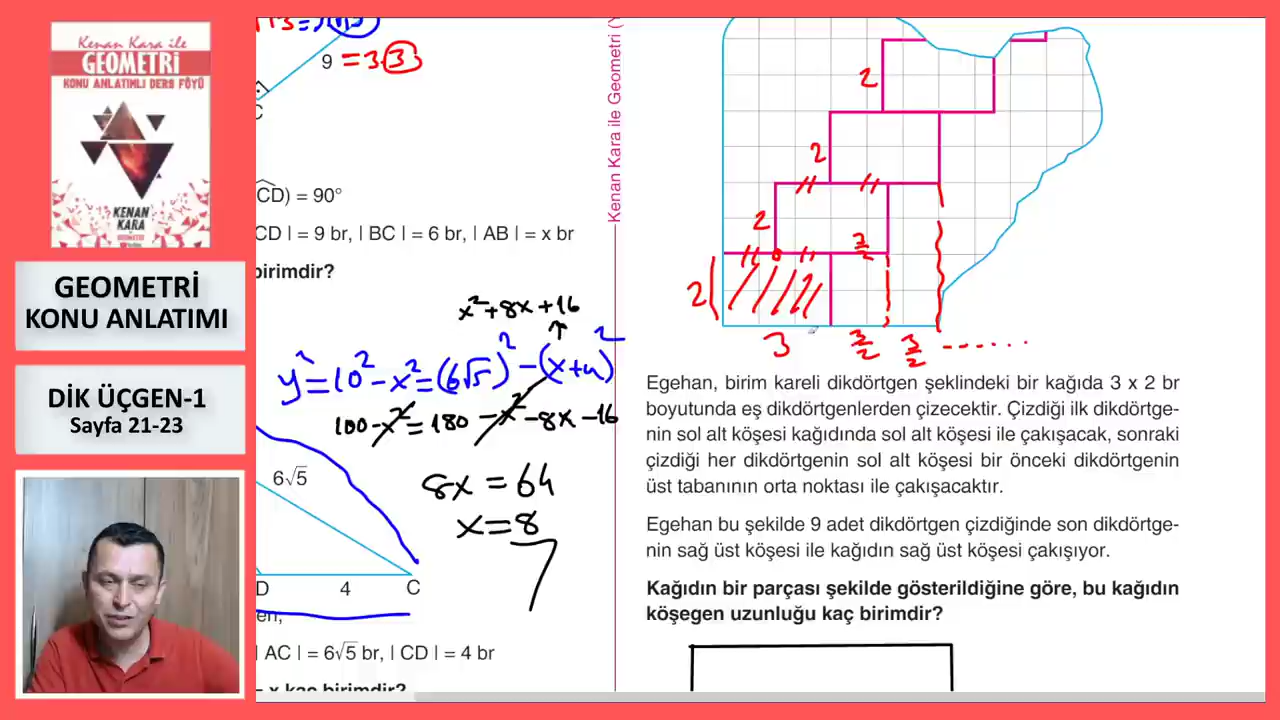 Kenan Kara ile
GEOMETRİ
KONU ANLATIMLI DERS FÖYÜ
KENAN
KARA
GEOMETRİ
KONU ANLATIMI
DİK ÜÇGEN-1
Sayfa 21-23
9 = 3.3
C
CD) = 90°
CD | = 9 br, | BC | = 6 br, | AB | = x br
birimdir?
x²+8x+16
y²=10²-x²=(6√5)²-(x+4)²
100-x²=180-x²-8x-16
8x=64
x=8
6√5
D 4 C
en,
| AC | = 6√5 br, | CD | = 4 br
x kaç birimdir?
Kenan Kara ile Geometri (Y
2
2
2
3/2
2
3 3/2 3/2 ......
Egehan, birim kareli dikdörtgen şeklindeki bir kağıda 3 x 2 br
boyutunda eş dikdörtgenlerden çizecektir. Çizdiği ilk dikdörtge-
nin sol alt köşesi kağıdında sol alt köşesi ile çakışacak, sonraki
çizdiği her dikdörtgenin sol alt köşesi bir önceki dikdörtgenin
üst tabanının orta noktası ile çakışacaktır.
Egehan bu şekilde 9 adet dikdörtgen çizdiğinde son dikdörtge-
nin sağ üst köşesi ile kağıdın sağ üst köşesi çakışıyor.
Kağıdın bir parçası şekilde gösterildiğine göre, bu kağıdın
köşegen uzunluğu kaç birimdir?